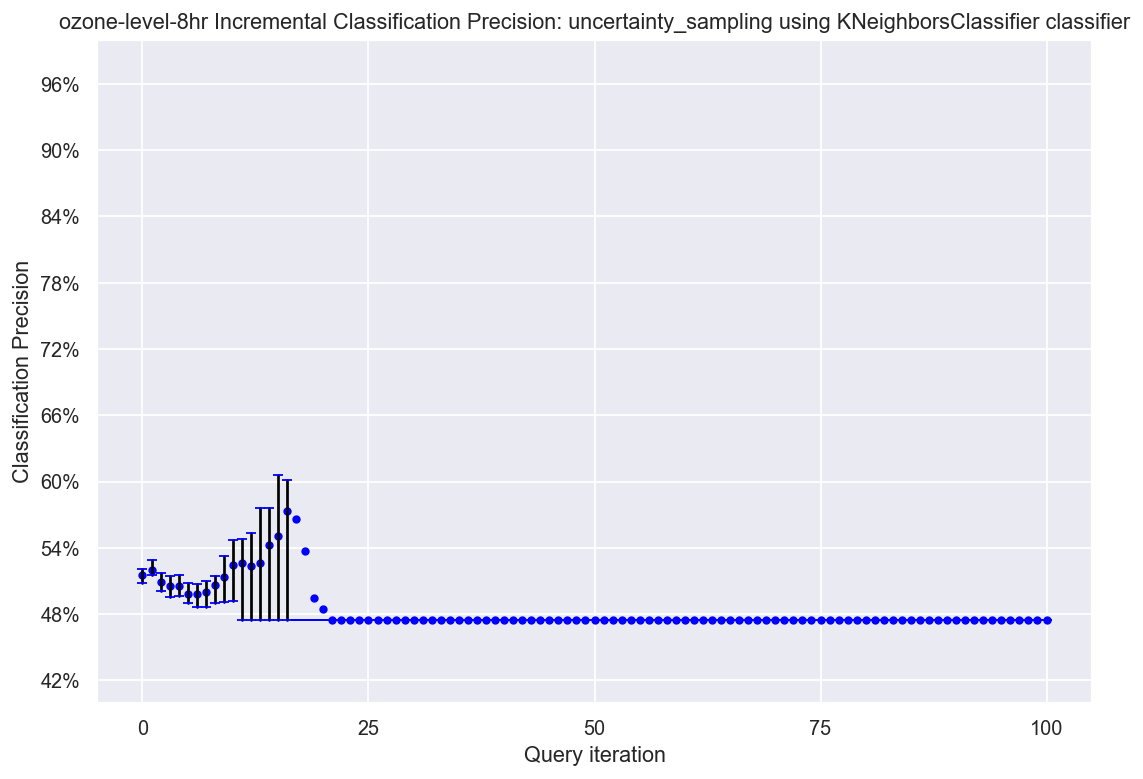 ozone-level-8hr Incremental Classification Precision: uncertainty_sampling using KNeighborsClassifier classifier
96%
90%
84%
78%
72%
66%
60%
54%
48%
42%
Classification Precision
0 25 50 75 100
Query iteration